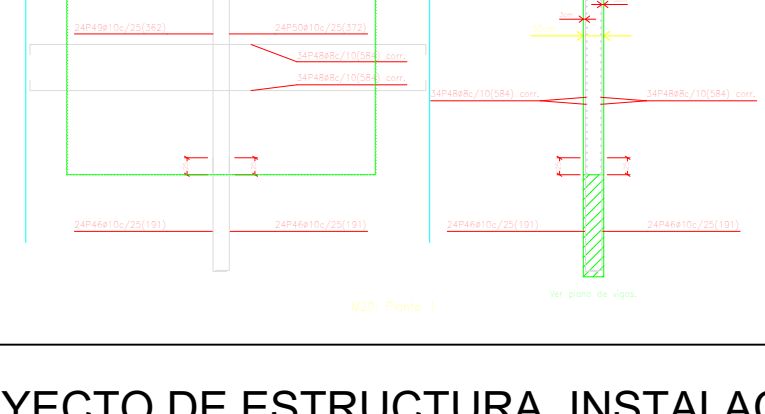 24P49ø10c/25(362)
24P50ø10c/25(372)
34P48ø8c/10(584) corr.
34P48ø8c/10(584) corr.
34P48ø8c/10(584) corr.
34P48ø8c/10(584) corr.
24P46ø10c/25(191)
24P46ø10c/25(191)
24P46ø10c/25(191)
24P46ø10c/25(191)
Ver plano de vigas.
YECTO DE ESTRUCTURA, INSTALAC